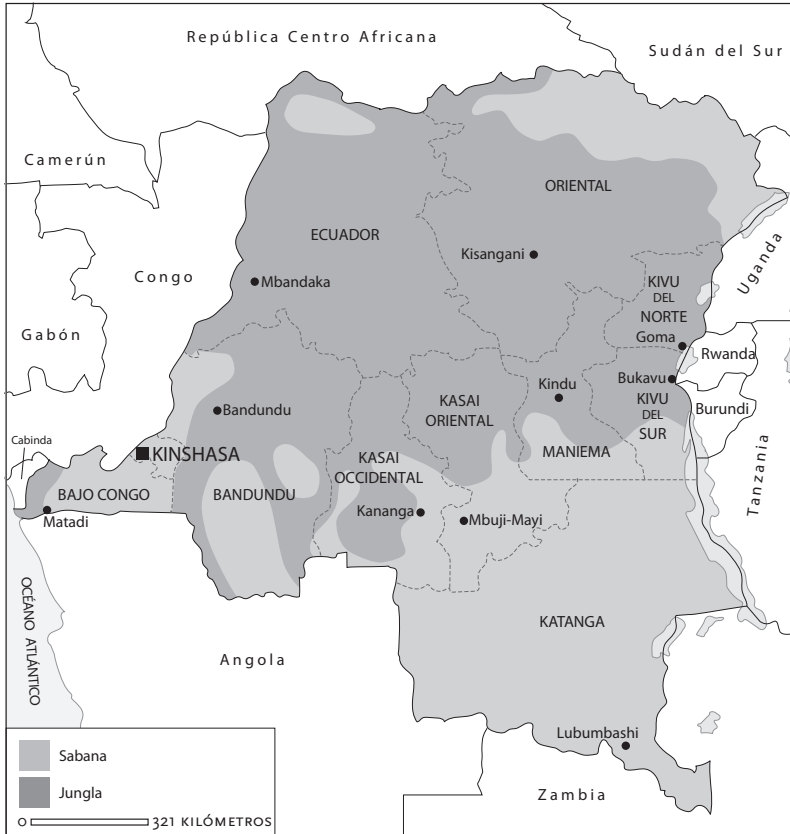 República Centro Africana
Sudán del Sur
Camerún
ORIENTAL
ECUADOR
Kisangani
Congo
Mbandaka
KIVU
DEL
NORTE
Uganda
Gabón
Goma
Rwanda
Bukavu
Kindu
KASAI
ORIENTAL
Bandundu
KIVU
DEL
SUR
Burundi
Cabinda
KINSHASA
KASAI
OCCIDENTAL
MANIEMA
Tanzania
BAJO CONGO
BANDUNDU
Kananga
Mbuji-Mayi
Matadi
OCÉANO ATLÁNTICO
KATANGA
Angola
Lubumbashi
Zambia
Sabana
Jungla
321 KILÓMETROS